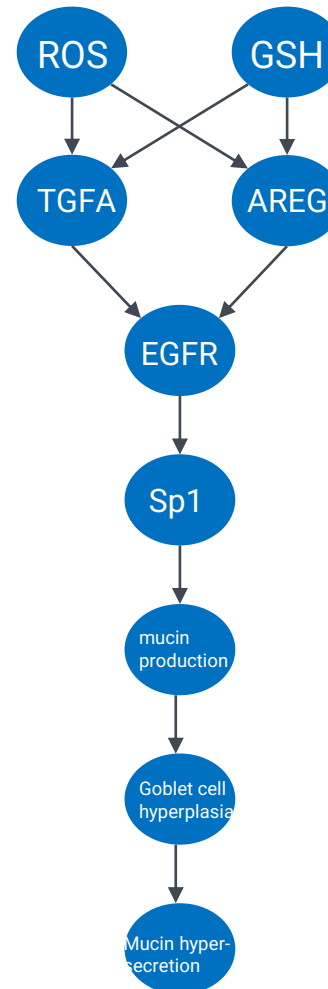 ROS
GSH
TGFA
AREG
EGFR
Sp1
mucin
production
Goblet cell
hyperplasia
Mucin hyper-
secretion